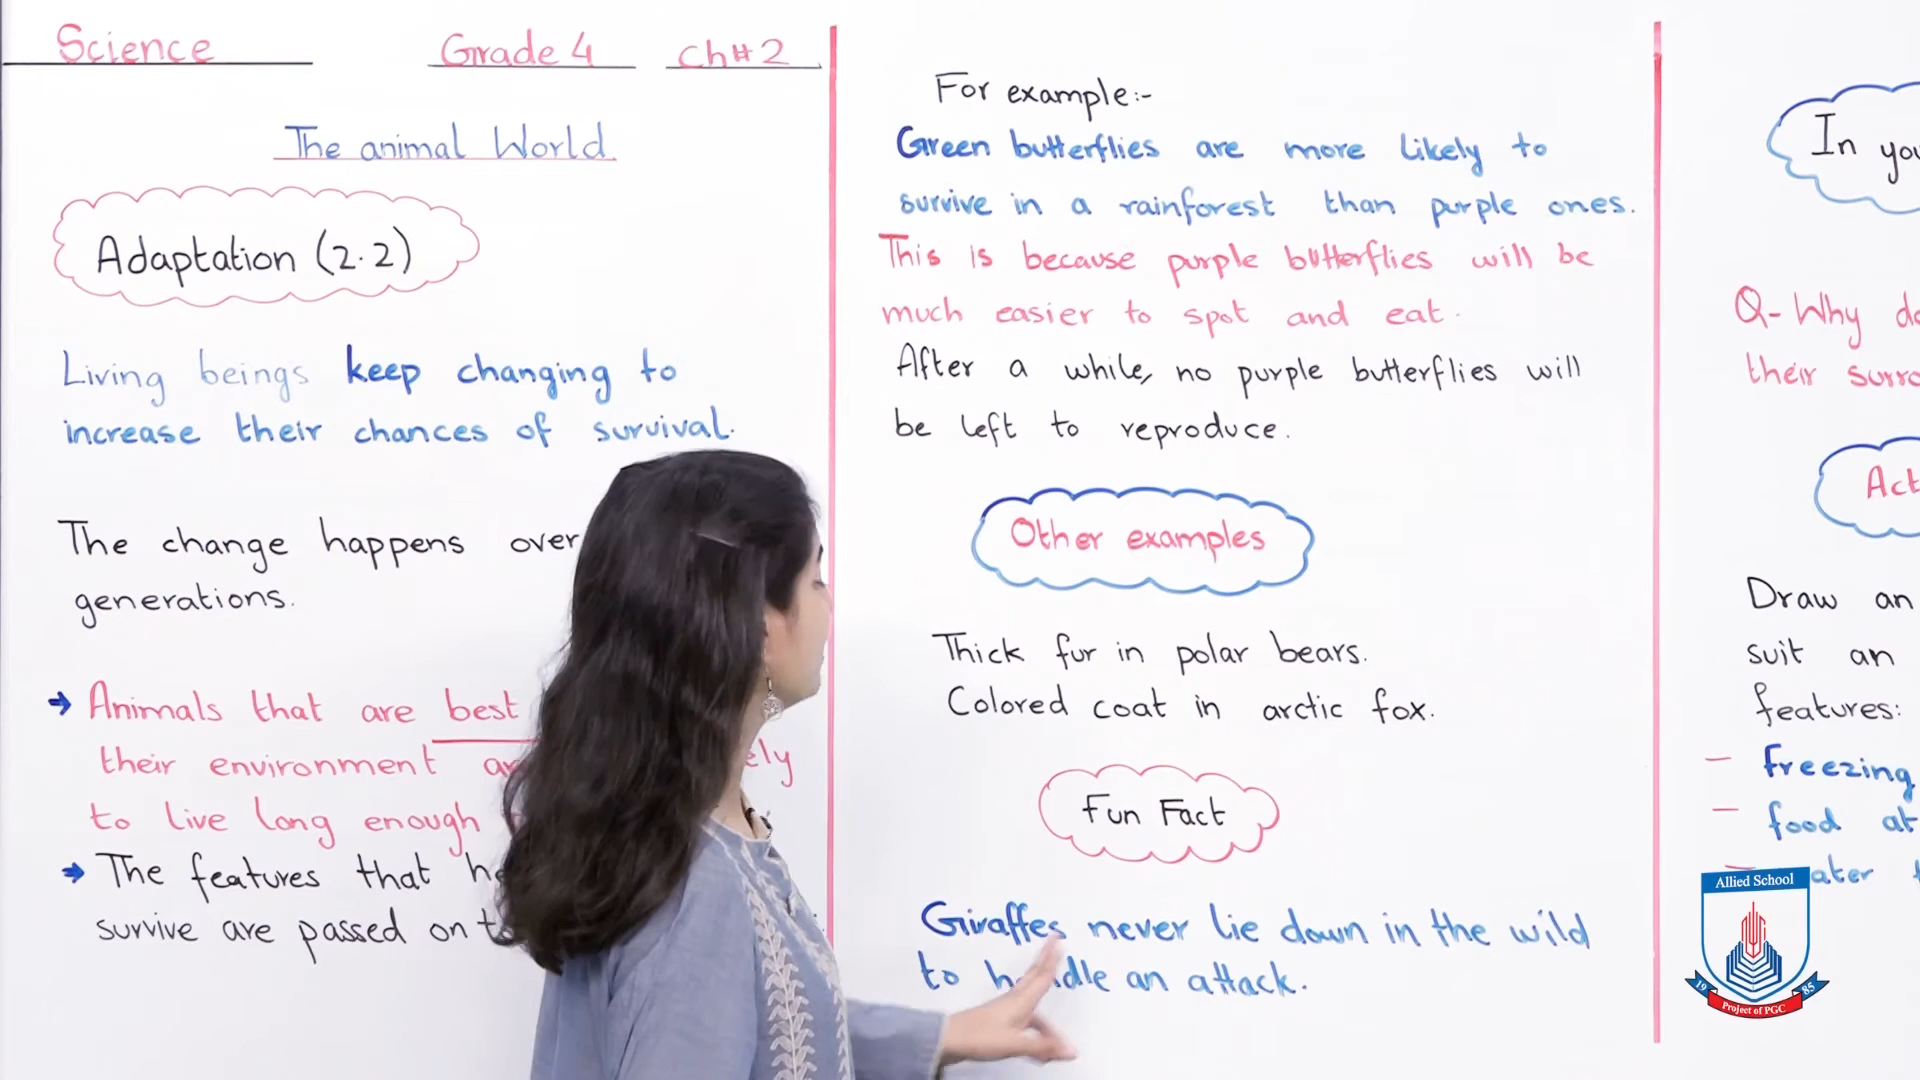 Science
Grade 4
Ch#2
The animal World
Adaptation (2.2)
Living beings keep changing to
increase their chances of survival.
The change happens over
generations.
→ Animals that are best
their environment
to live long enough
→ The features that
survive are passed on
For example:-
Green butterflies are more likely to
survive in a rainforest than purple ones.
This is because purple butterflies will be
much easier to spot and eat.
After a while, no purple butterflies will
be left to reproduce.
Other examples
Thick fur in polar bears.
Colored coat in arctic fox.
Fun Fact
Giraffes never lie down in the wild
to handle an attack.
In
Q- Why
their
Draw an
suit an
features:
- freezing
- food
Allied School
19 85
Project of PGC